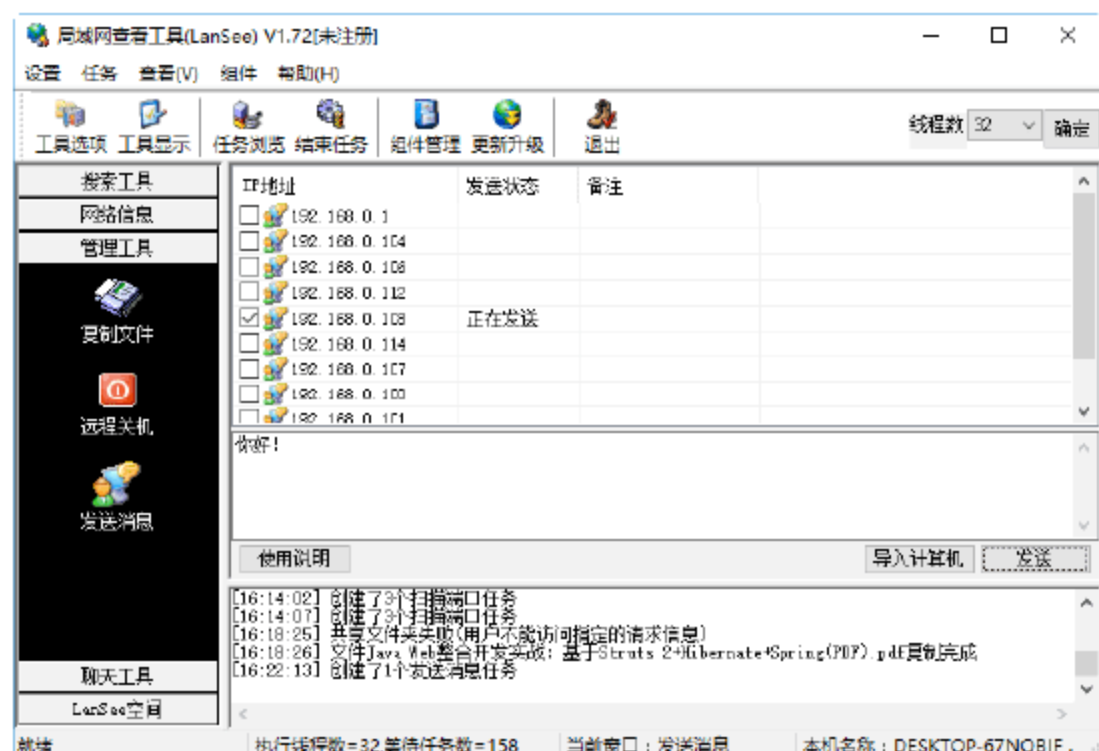 局域网查看工具(LanSee) V1.72[未注册]
设置 任务 查看(V) 组件 帮助(H)
工具选项 工具显示 任务浏览 结束任务 组件管理 更新升级 退出 线程数 32 确定
搜索工具
网络信息
管理工具
复制文件
远程关机
发送消息
聊天工具
LanSee空间
IP地址 发送状态 备注
192.168.0.1
192.168.0.104
192.168.0.106
192.168.0.112
192.168.0.108 正在发送
192.168.0.114
192.168.0.107
192.168.0.100
192.168.0.101
你好!
使用说明 导入计算机 发送
[16:14:02] 创建了3个扫描端口任务
[16:14:07] 创建了3个扫描端口任务
[16:18:25] 共享文件夹失败(用户不能访问指定的请求信息)
[16:18:26] 文件Java Web整合开发实战：基于Struts 2+Hibernate+Spring(PDF).pdf复制完成
[16:22:13] 创建了1个发送消息任务
就绪 执行线程数=32 等待任务数=158 当前窗口：发送消息 本机名称：DESKTOP-67NOBIF